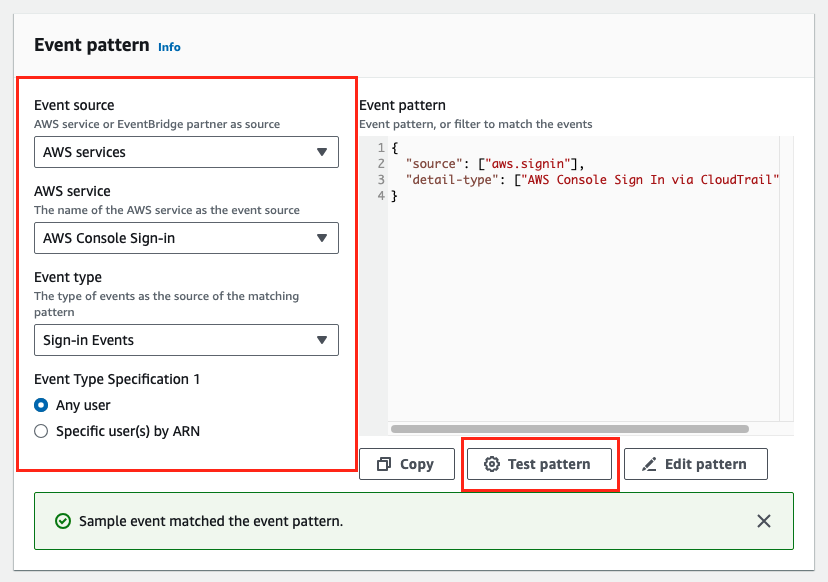 Event pattern Info
Event source
AWS service or EventBridge partner as source
AWS services
AWS service
The name of the AWS service as the event source
AWS Console Sign-in
Event type
The type of events as the source of the matching
pattern
Sign-in Events
Event Type Specification 1
Any user
Specific user(s) by ARN
Event pattern
Event pattern, or filter to match the events
1 {
2 "source": ["aws.signin"],
3 "detail-type": ["AWS Console Sign In via CloudTrail"
4 }
Copy
Test pattern
Edit pattern
Sample event matched the event pattern.